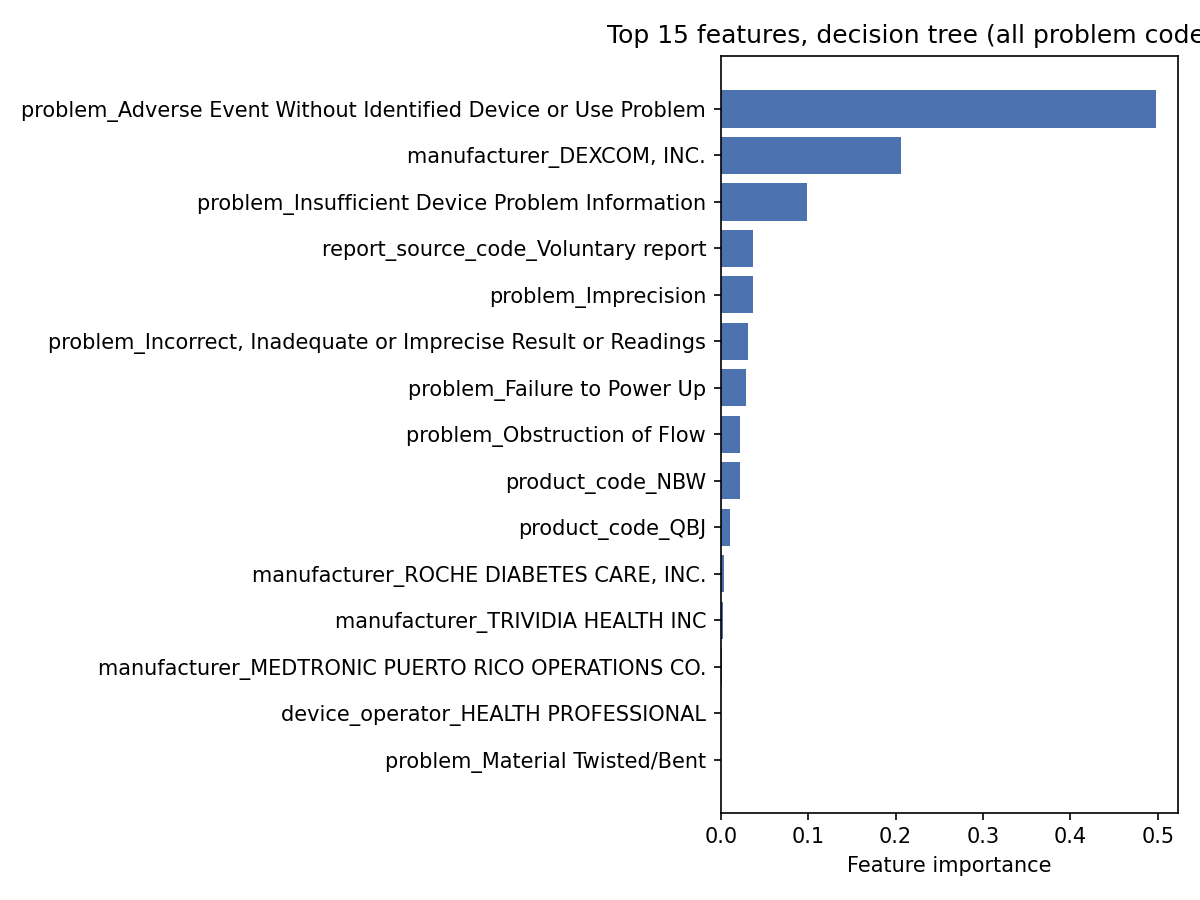 Top 15 features, decision tree (all problem code
problem_Adverse Event Without Identified Device or Use Problem
manufacturer_DEXCOM, INC.
problem_Insufficient Device Problem Information
report_source_code_Voluntary report
problem_Imprecision
problem_Incorrect, Inadequate or Imprecise Result or Readings
problem_Failure to Power Up
problem_Obstruction of Flow
product_code_NBW
product_code_QBJ
manufacturer_ROCHE DIABETES CARE, INC.
manufacturer_TRIVIDIA HEALTH INC
manufacturer_MEDTRONIC PUERTO RICO OPERATIONS CO.
device_operator_HEALTH PROFESSIONAL
problem_Material Twisted/Bent
0.0 0.1 0.2 0.3 0.4 0.5
Feature importance